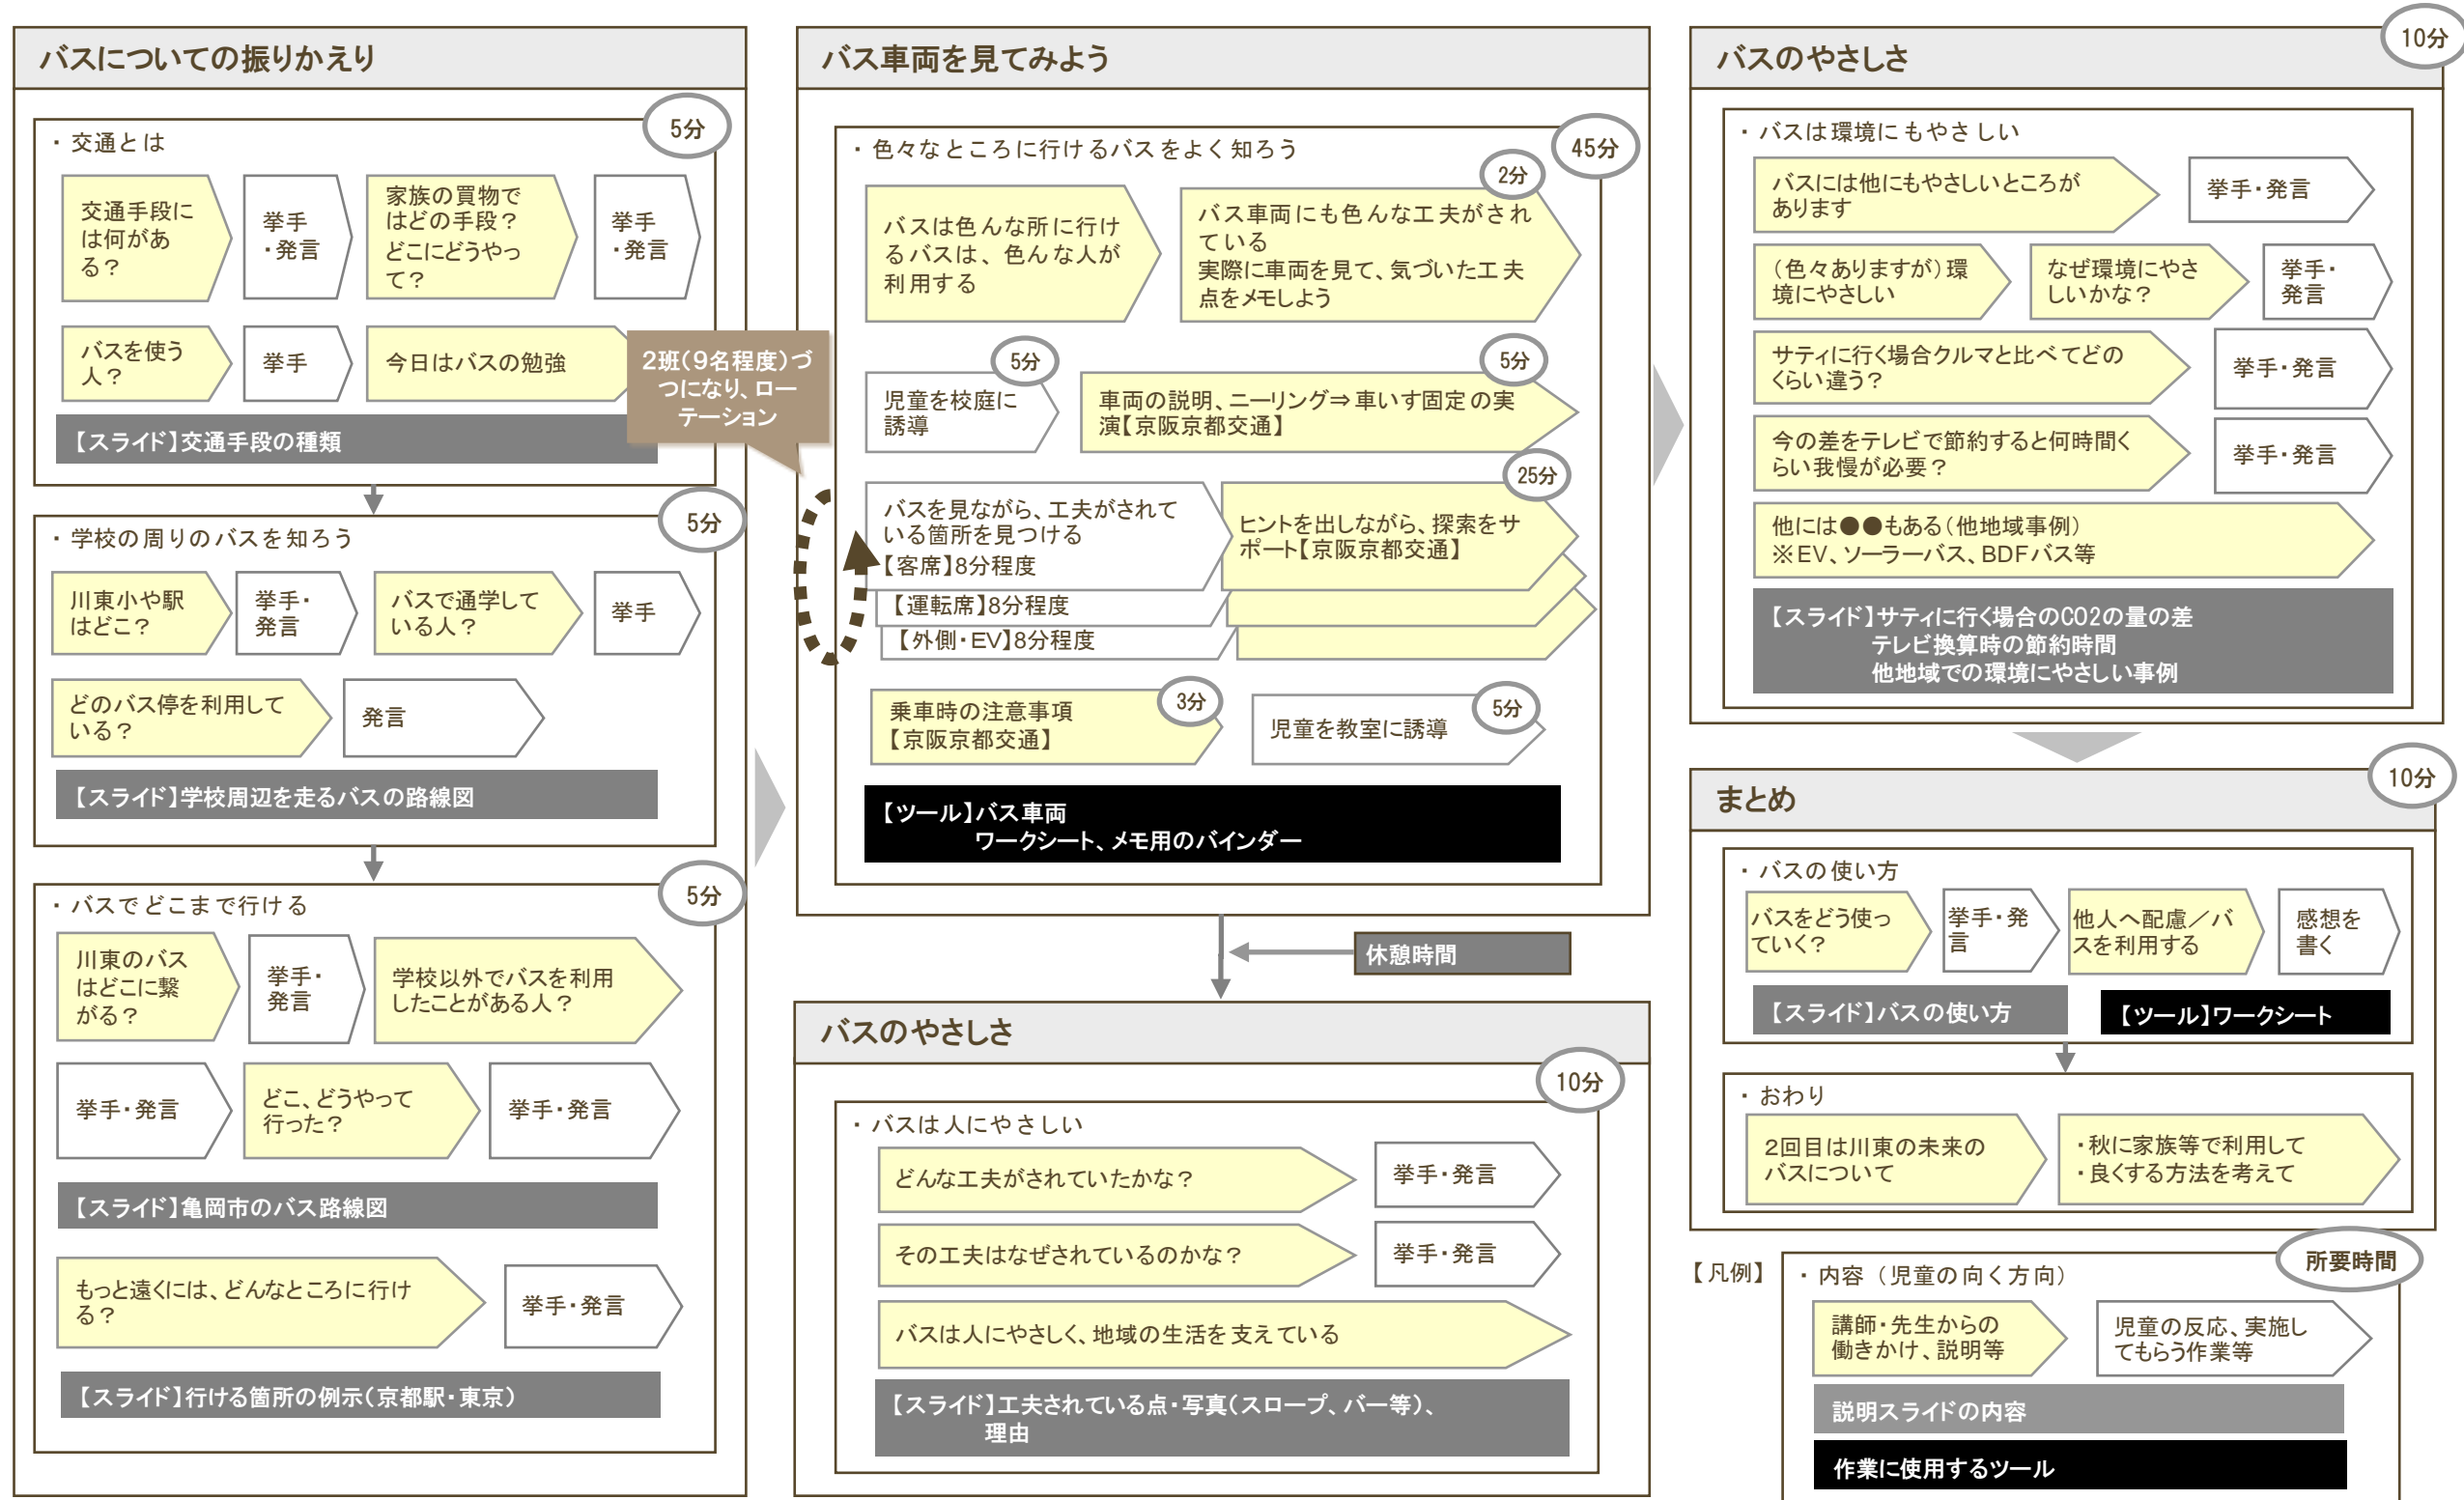 バスについての振りかえり
5分
・交通とは
交通手段に
は何があ
る？
挙手
・発言
家族の買物で
はどの手段？
どこにどうやっ
て？
挙手
・発言
バスを使う
人？
挙手
今日はバスの勉強
【スライド】交通手段の種類
5分
・学校の周りのバスを知ろう
川東小や駅
はどこ？
挙手・
発言
バスで通学して
いる人？
挙手
どのバス停を利用して
いる？
発言
【スライド】学校周辺を走るバスの路線図
5分
・バスでどこまで行ける
川東のバス
はどこに繋
がる？
挙手・
発言
学校以外でバスを利用
したことがある人？
挙手・発言
どこ、どうやって
行った？
挙手・発言
【スライド】亀岡市のバス路線図
もっと遠くには、どんなところに行け
る？
挙手・発言
【スライド】行ける箇所の例示（京都駅・東京）
バス車両を見てみよう
45分
・色々なところに行けるバスをよく知ろう
バスは色んな所に行け
るバスは、色んな人が
利用する
2分
バス車両にも色んな工夫がされ
ている
実際に車両を見て、気づいた工夫
点をメモしよう
2班（９名程度）づ
つになり、ロー
テーション
5分
児童を校庭に
誘導
5分
車両の説明、ニーリング⇒車いす固定の実
演【京阪京都交通】
25分
バスを見ながら、工夫がされて
いる箇所を見つける
【客席】8分程度
ヒントを出しながら、探索をサ
ポート【京阪京都交通】
【運転席】8分程度
【外側・EV】8分程度
3分
乗車時の注意事項
【京阪京都交通】
5分
児童を教室に誘導
【ツール】バス車両
ワークシート、メモ用のバインダー
休憩時間
バスのやさしさ
10分
・バスは人にやさしい
どんな工夫がされていたかな？
挙手・発言
その工夫はなぜされているのかな？
挙手・発言
バスは人にやさしく、地域の生活を支えている
【スライド】工夫されている点・写真（スロープ、バー等）、
理由
バスのやさしさ
10分
・バスは環境にもやさしい
バスには他にもやさしいところが
あります
挙手・発言
（色々ありますが）環
境にやさしい
なぜ環境にやさ
しいかな？
挙手・
発言
サティに行く場合クルマと比べてどの
くらい違う？
挙手・発言
今の差をテレビで節約すると何時間く
らい我慢が必要？
挙手・発言
他には●●もある（他地域事例）
※EV、ソーラーバス、BDFバス等
【スライド】サティに行く場合のCO2の量の差
テレビ換算時の節約時間
他地域での環境にやさしい事例
まとめ
10分
・バスの使い方
バスをどう使っ
ていく？
挙手・発
言
他人へ配慮／バ
スを利用する
感想を
書く
【スライド】バスの使い方
【ツール】ワークシート
・おわり
２回目は川東の未来の
バスについて
・秋に家族等で利用して
・良くする方法を考えて
【凡例】
所要時間
・内容（児童の向く方向）
講師・先生からの
働きかけ、説明等
児童の反応、実施し
てもらう作業等
説明スライドの内容
作業に使用するツール